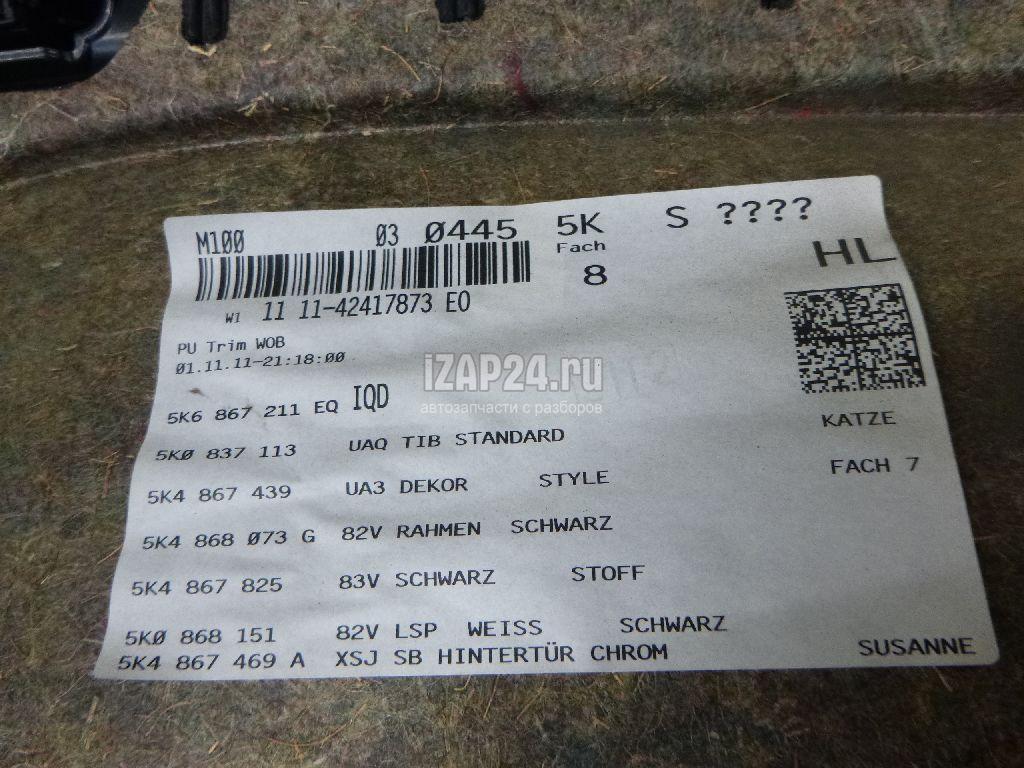 M100 03 0445 5K S ????
Fach
8
HL
W1 11 11-42417873 EO
PU Trim WOB
01.11.11-21:18:00
iZAP24.ru
автозапчасти с разборов
5K6 867 211 EQ IQD
KATZE
5K0 837 113 UAQ TIB STANDARD
FACH 7
5K4 867 439 UA3 DEKOR STYLE
5K4 868 073 G 82V RAHMEN SCHWARZ
5K4 867 825 83V SCHWARZ STOFF
5K0 868 151 82V LSP WEISS SCHWARZ
5K4 867 469 A XSJ SB HINTERTÜR CHROM SUSANNE